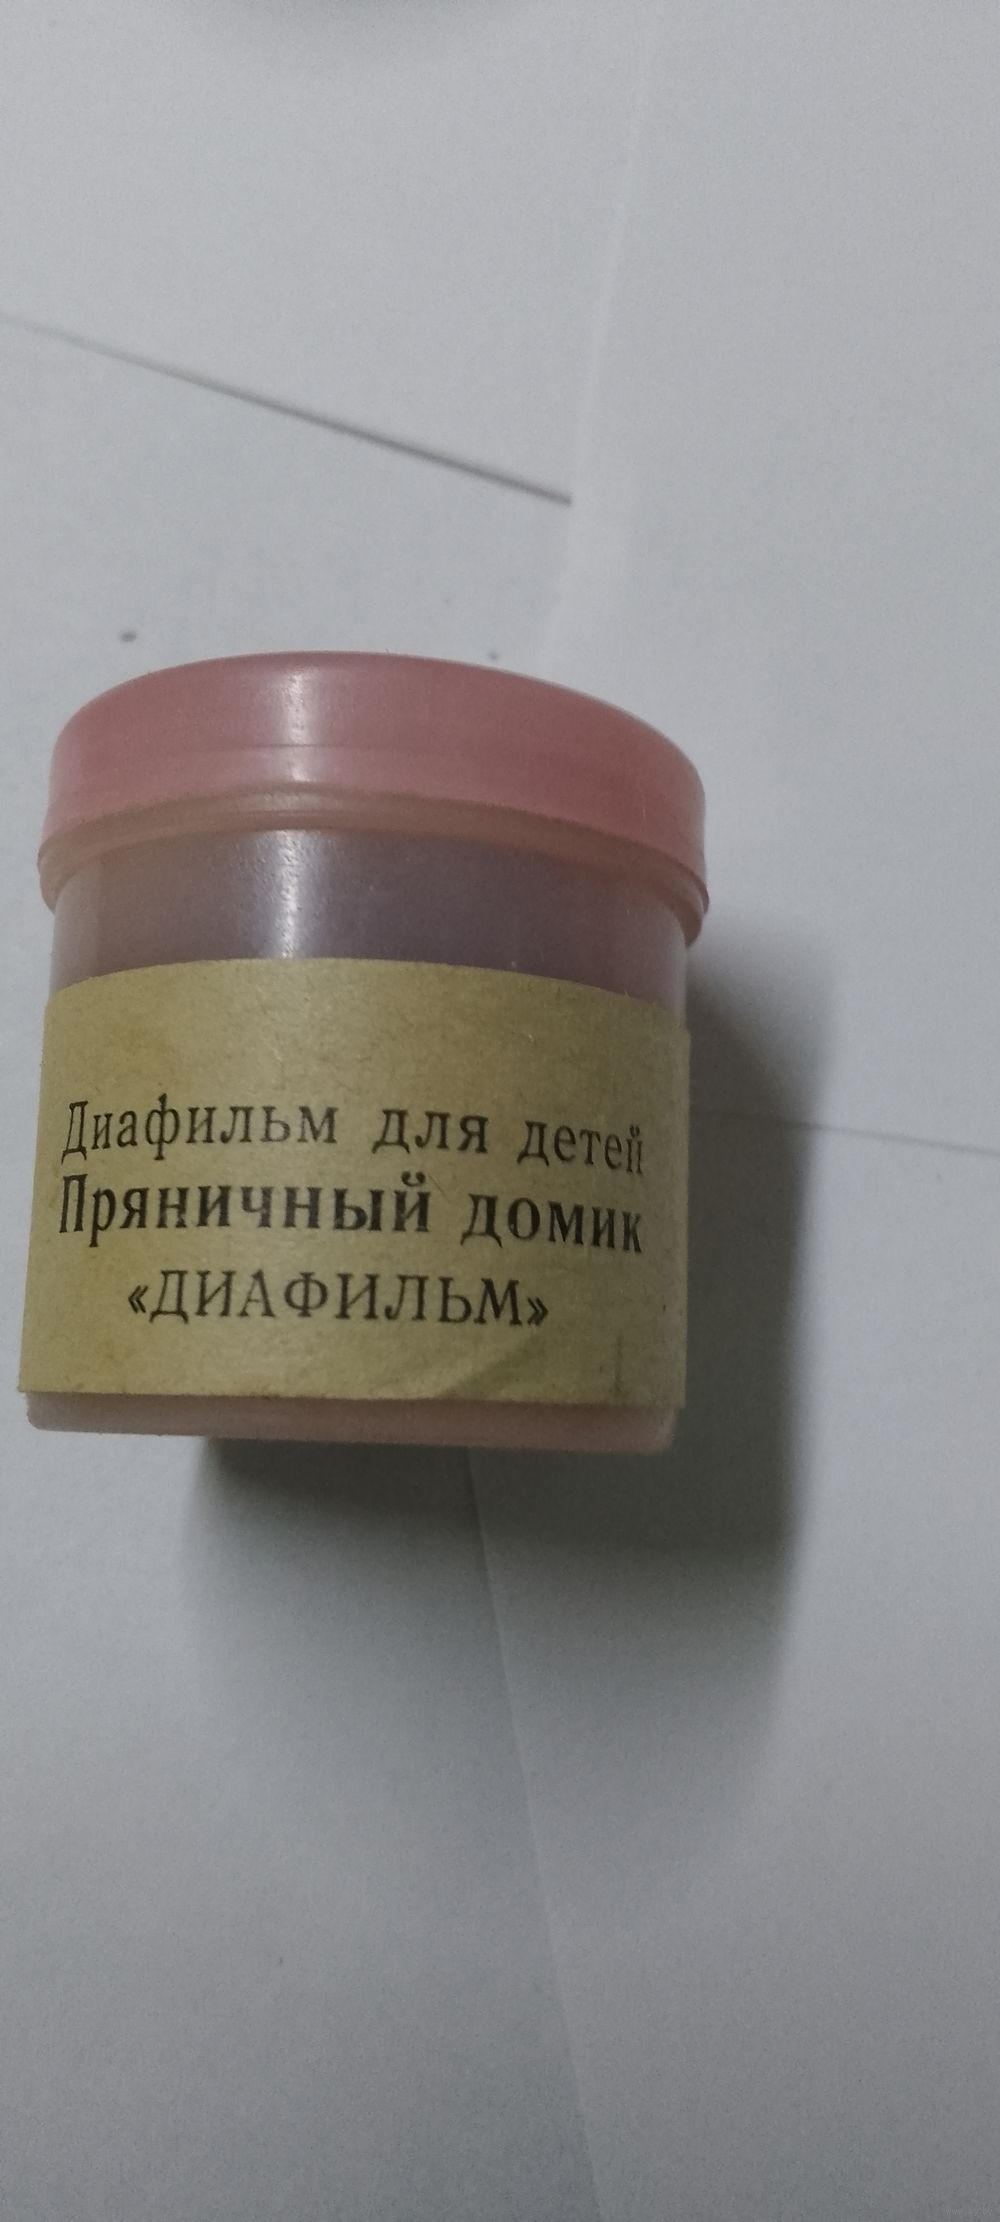 Диафильм для детей
Пряничный домик
«ДИАФИЛЬМ»